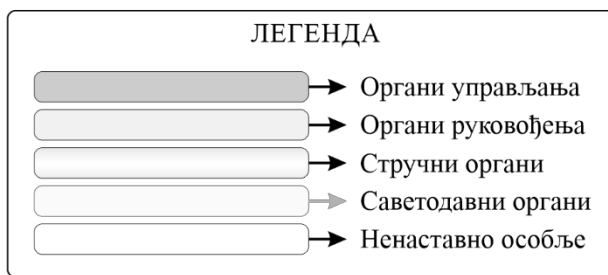 ЛЕГЕНДА
Органи управљања
Органи руковођења
Стручни органи
Саветодавни органи
Ненаставно особље